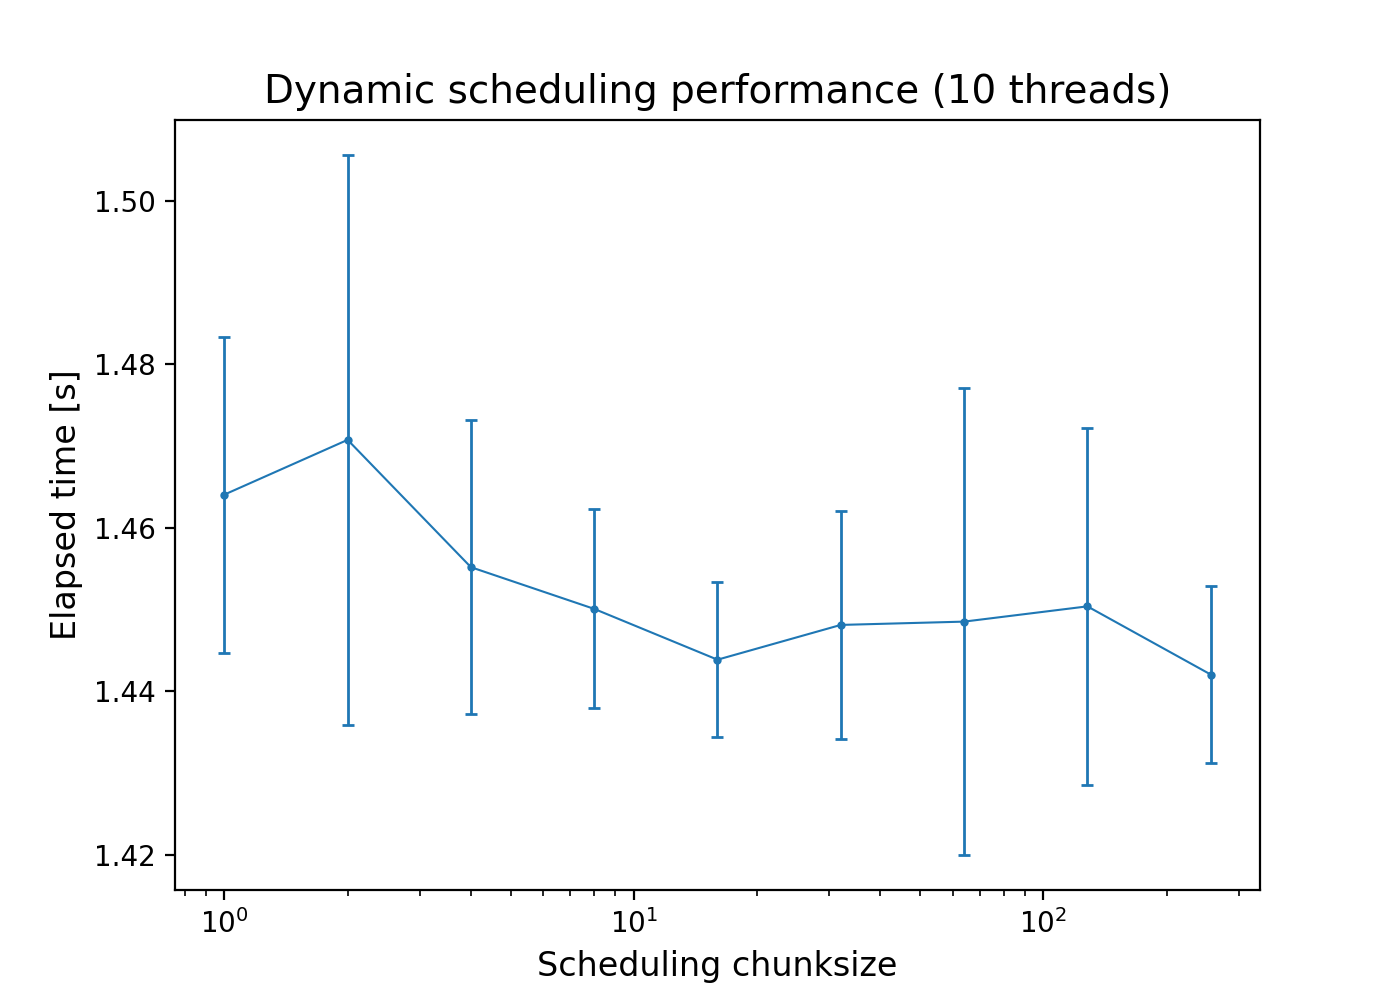 Dynamic scheduling performance (10 threads)
1.50
1.48
1.46
1.44
1.42
Elapsed time [s]
10⁰ 10¹ 10²
Scheduling chunksize